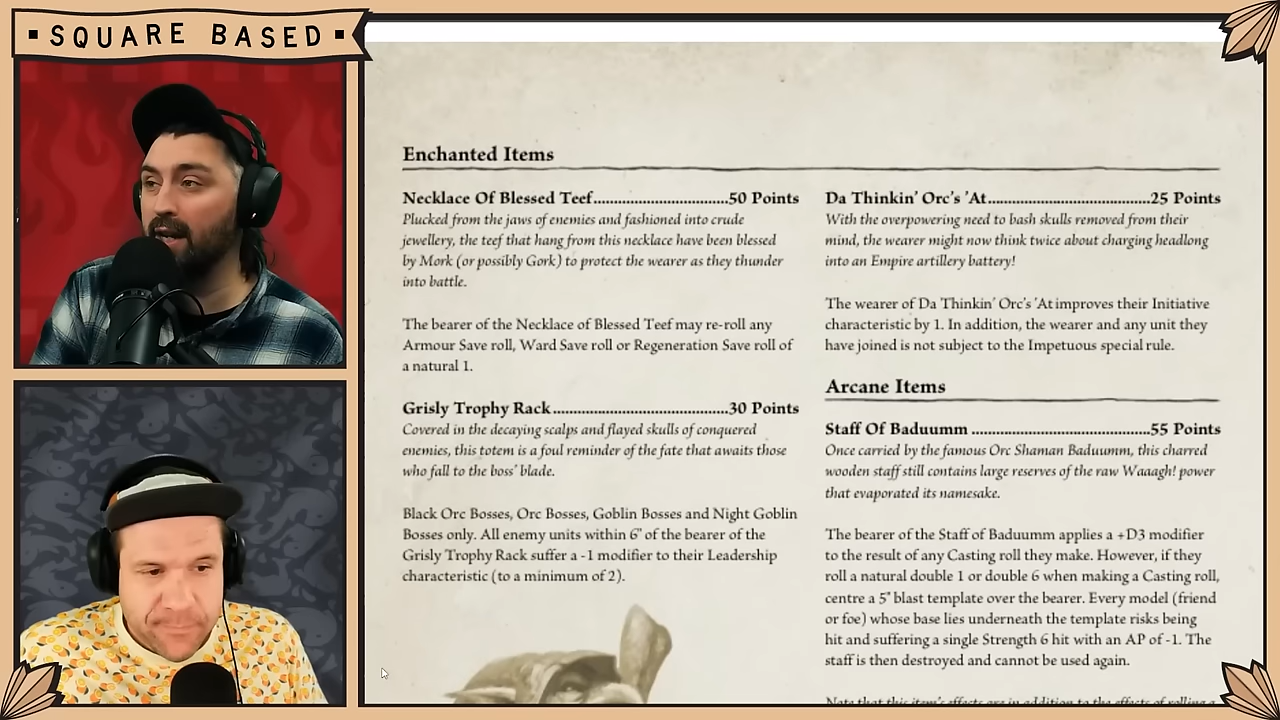 SQUARE BASED
Enchanted Items
Necklace Of Blessed Teef..............................50 Points
Plucked from the jaws of enemies and fashioned into crude
jewellery, the teef that hang from this necklace have been blessed
by Mork (or possibly Gork) to protect the wearer as they thunder
into battle.
The bearer of the Necklace of Blessed Teef may re-roll any
Armour Save roll, Ward Save roll or Regeneration Save roll of
a natural 1.
Grisly Trophy Rack.......................................30 Points
Covered in the decaying scalps and flayed skulls of conquered
enemies, this totem is a foul reminder of the fate that awaits those
who fall to the boss' blade.
Black Orc Bosses, Orc Bosses, Goblin Bosses and Night Goblin
Bosses only. All enemy units within 6" of the bearer of the
Grisly Trophy Rack suffer a -1 modifier to their Leadership
characteristic (to a minimum of 2).
Da Thinkin' Orc's 'At....................................25 Points
With the overpowering need to bash skulls removed from their
mind, the wearer might now think twice about charging headlong
into an Empire artillery battery!
The wearer of Da Thinkin' Orc's 'At improves their Initiative
characteristic by 1. In addition, the wearer and any unit they
have joined is not subject to the Impetuous special rule.
Arcane Items
Staff Of Baduumm.......................................55 Points
Once carried by the famous Orc Shaman Baduumm, this charred
wooden staff still contains large reserves of the raw Waaagh! power
that evaporated its namesake.
The bearer of the Staff of Baduumm applies a +D3 modifier
to the result of any Casting roll they make. However, if they
roll a natural double 1 or double 6 when making a Casting roll,
centre a 5" blast template over the bearer. Every model (friend
or foe) whose base lies underneath the template risks being
hit and suffering a single Strength 6 hit with an AP of -1. The
staff is then destroyed and cannot be used again.
Note that this item's effects are in addition to the effects of rolling a